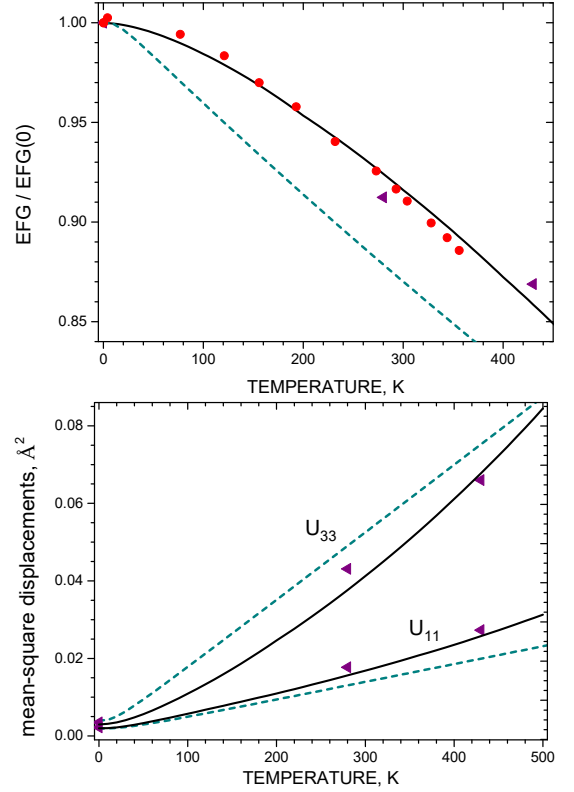 1.00
0.95
0.90
0.85
EFG / EFG(0)
0 100 200 300 400
TEMPERATURE, K
0.08
0.06
0.04
0.02
0.00
mean-square displacements, Å²
U₃₃
U₁₁
0 100 200 300 400 500
TEMPERATURE, K